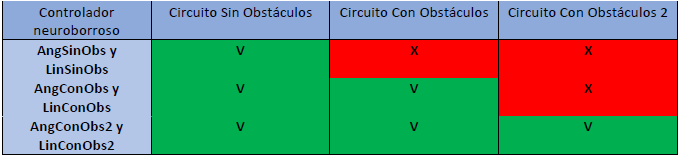 Controlador Circuito Sin Obstáculos Circuito Con Obstáculos Circuito Con Obstáculos 2
neuroborroso
AngSinObs y V X X
LinSinObs
AngConObs y V V X
LinConObs
AngConObs2 y V V V
LinConObs2